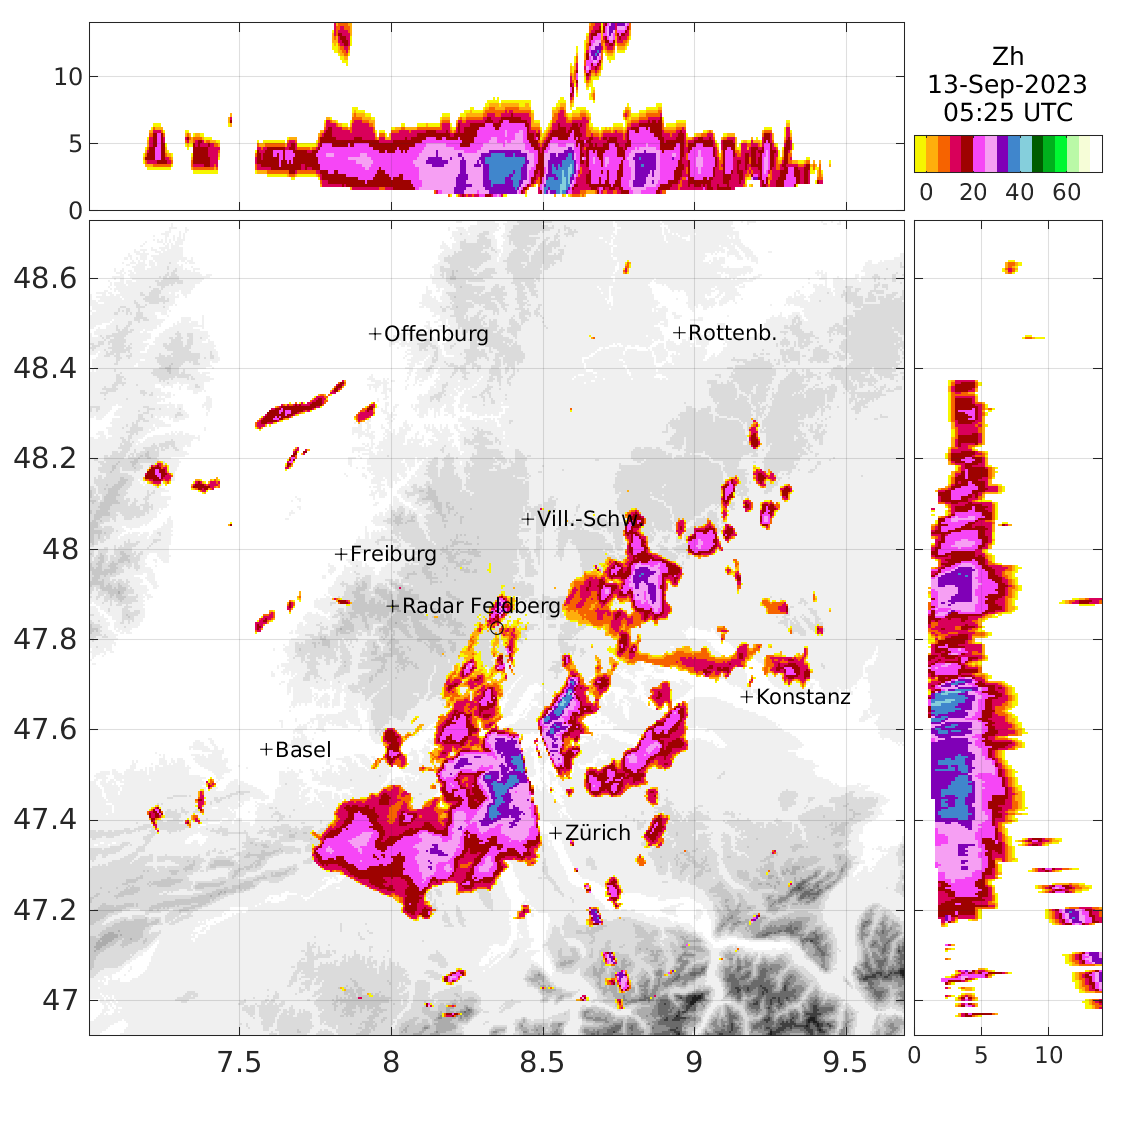 10
5
0
Zh
13-Sep-2023
05:25 UTC
0 20 40 60
48.6
48.4
48.2
48
47.8
47.6
47.4
47.2
47
+Offenburg
+Rottenb.
+Vill.-Schw.
+Freiburg
+Radar Feldberg
+Konstanz
+Basel
+Zürich
7.5 8 8.5 9 9.5
0 5 10